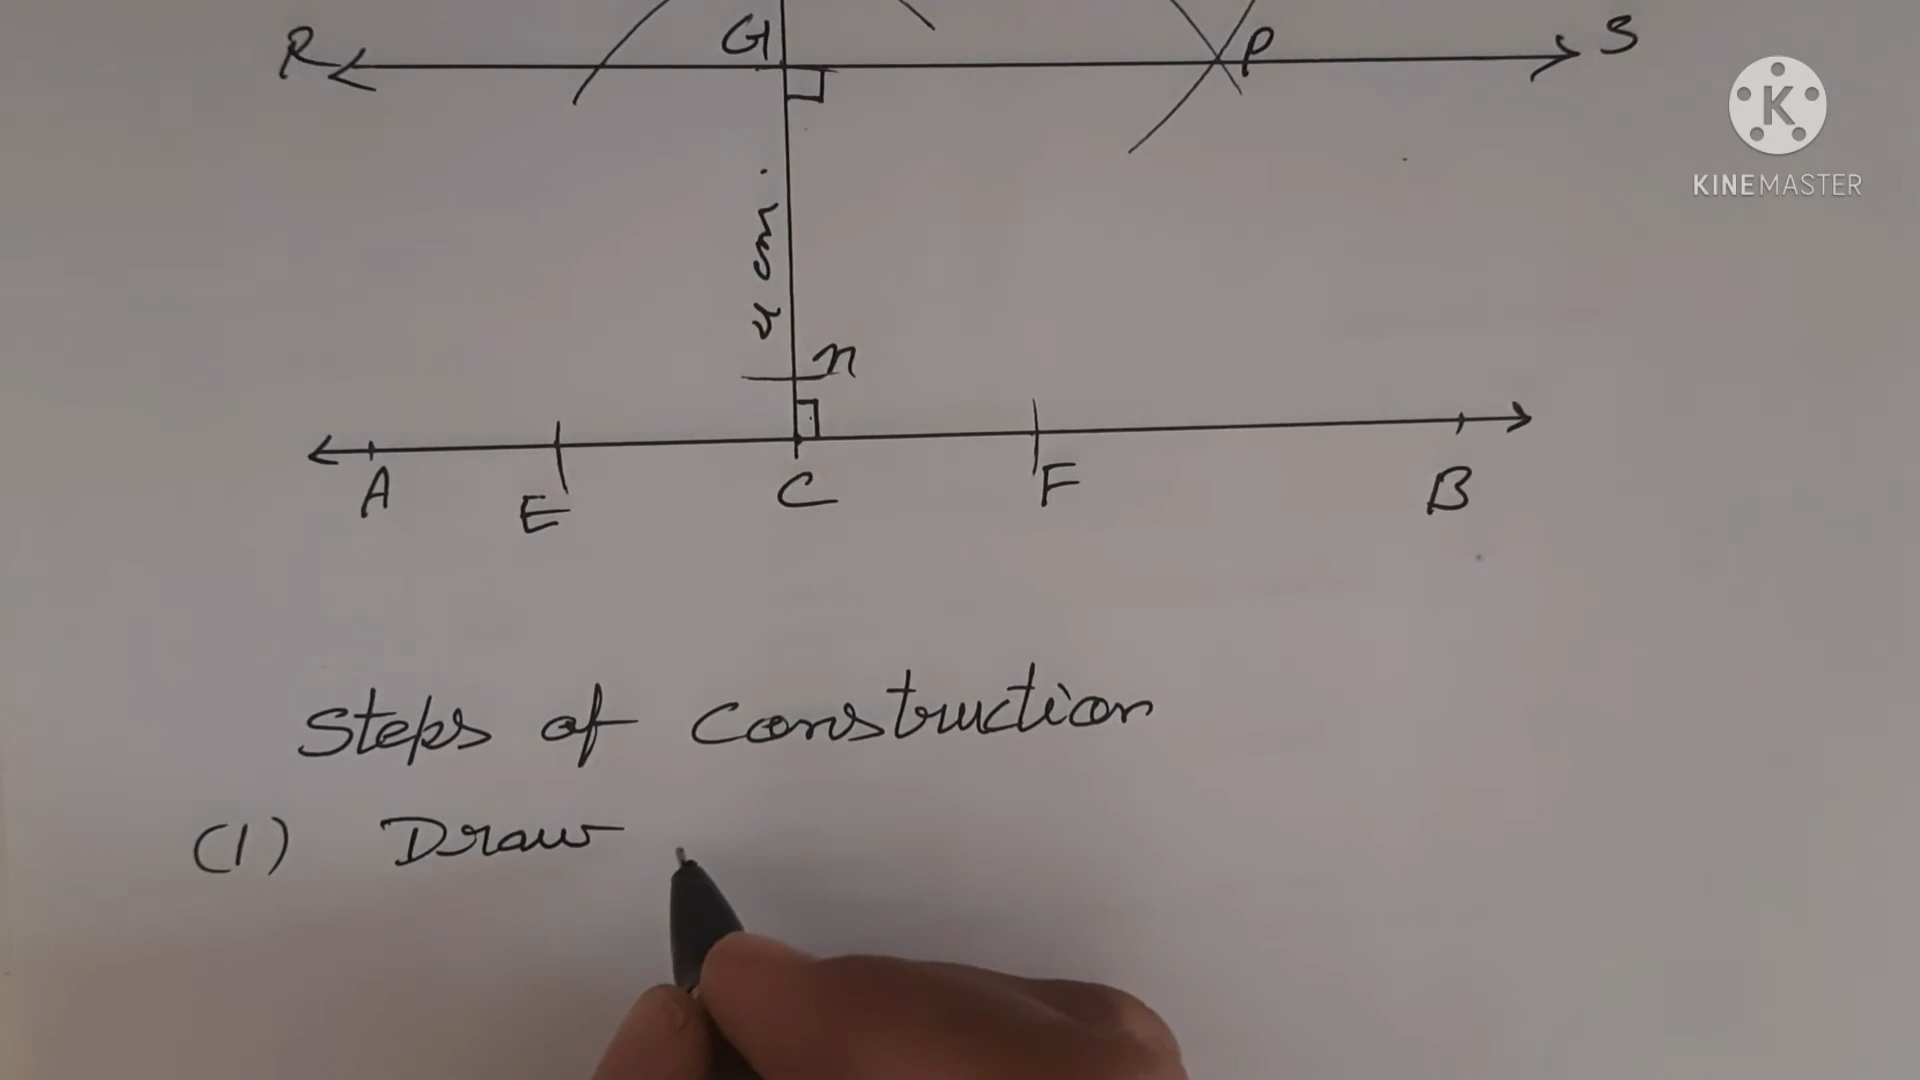 R G P S
K
KINEMASTER
4 cm.
n
A E C F B
Steps of Construction
(1) Draw